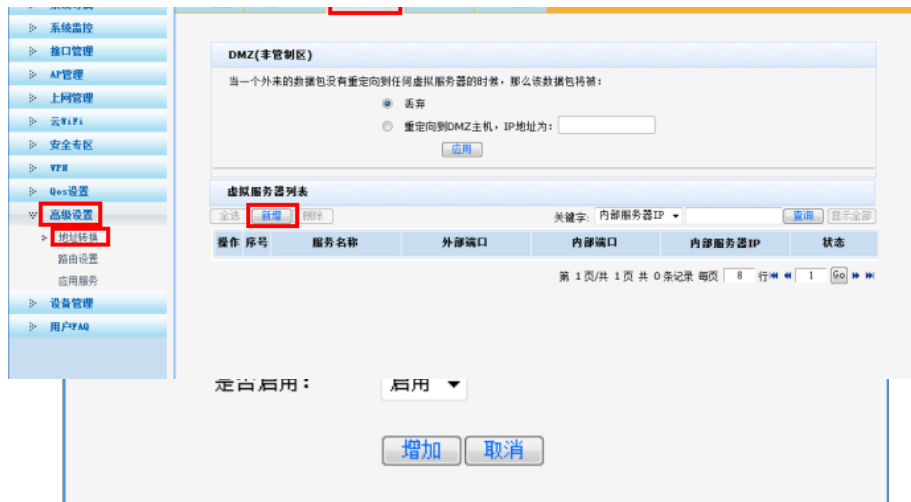 系统监控
接口管理
AP管理
上网管理
云WiFi
安全专区
VPN
Qos设置
高级设置
地址转换
路由设置
应用服务
设备管理
用户FAQ
DMZ(非管制区)
当一个外来的数据包没有重定向到任何虚拟服务器的时候，那么该数据包将被：
丢弃
重定向到DMZ主机，IP地址为：
应用
虚拟服务器列表
全选 新增 删除 关键字: 内部服务器IP 查询 显示全部
操作 序号 服务名称 外部端口 内部端口 内部服务器IP 状态
第 1 页/共 1 页 共 0 条记录 每页 8 行 1 Go
是否启用： 启用
增加 取消